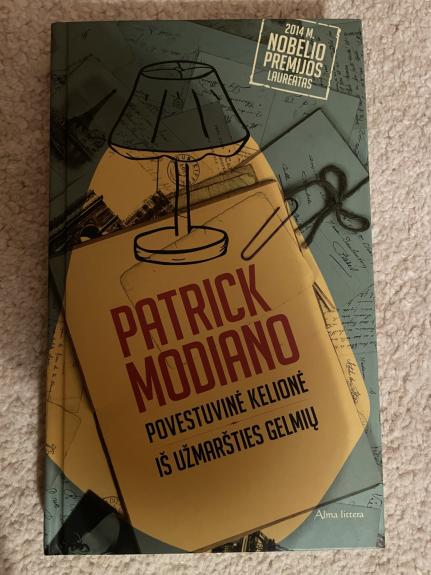 2014 M.
NOBELIO
PREMIJOS
LAUREATAS
PATRICK
MODIANO
POVESTUVINĖ KELIONĖ
IŠ UŽMARŠTIES GELMIŲ
Alma littera